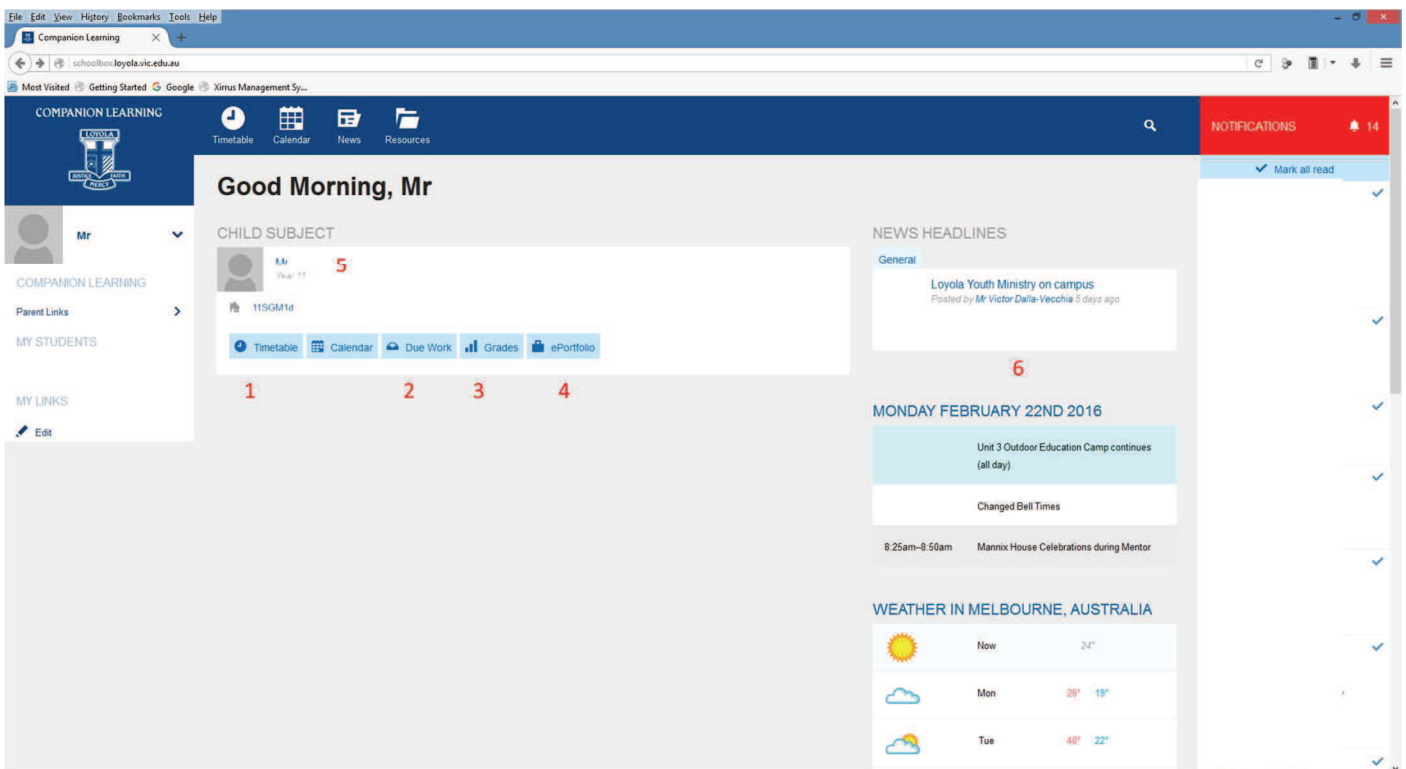 File Edit View History Bookmarks Tools Help
Companion Learning
schoolbox.loyola.vic.edu.au
Most Visited Getting Started Google Xirrus Management Sy...
COMPANION LEARNING
LOYOLA
JUSTICE FAITH
MERCY
Timetable Calendar News Resources
NOTIFICATIONS 14
Mark all read
Good Morning, Mr
Mr
COMPANION LEARNING
Parent Links
MY STUDENTS
MY LINKS
Edit
CHILD SUBJECT
Mr
Year 11
5
11SGM1d
Timetable Calendar Due Work Grades ePortfolio
1 2 3 4
NEWS HEADLINES
General
Loyola Youth Ministry on campus
Posted by Mr Victor Dalla-Vecchia 5 days ago
6
MONDAY FEBRUARY 22ND 2016
Unit 3 Outdoor Education Camp continues
(all day)
Changed Bell Times
8:25am–8:50am Mannix House Celebrations during Mentor
WEATHER IN MELBOURNE, AUSTRALIA
Now 24°
Mon 26° 19°
Tue 40° 22°